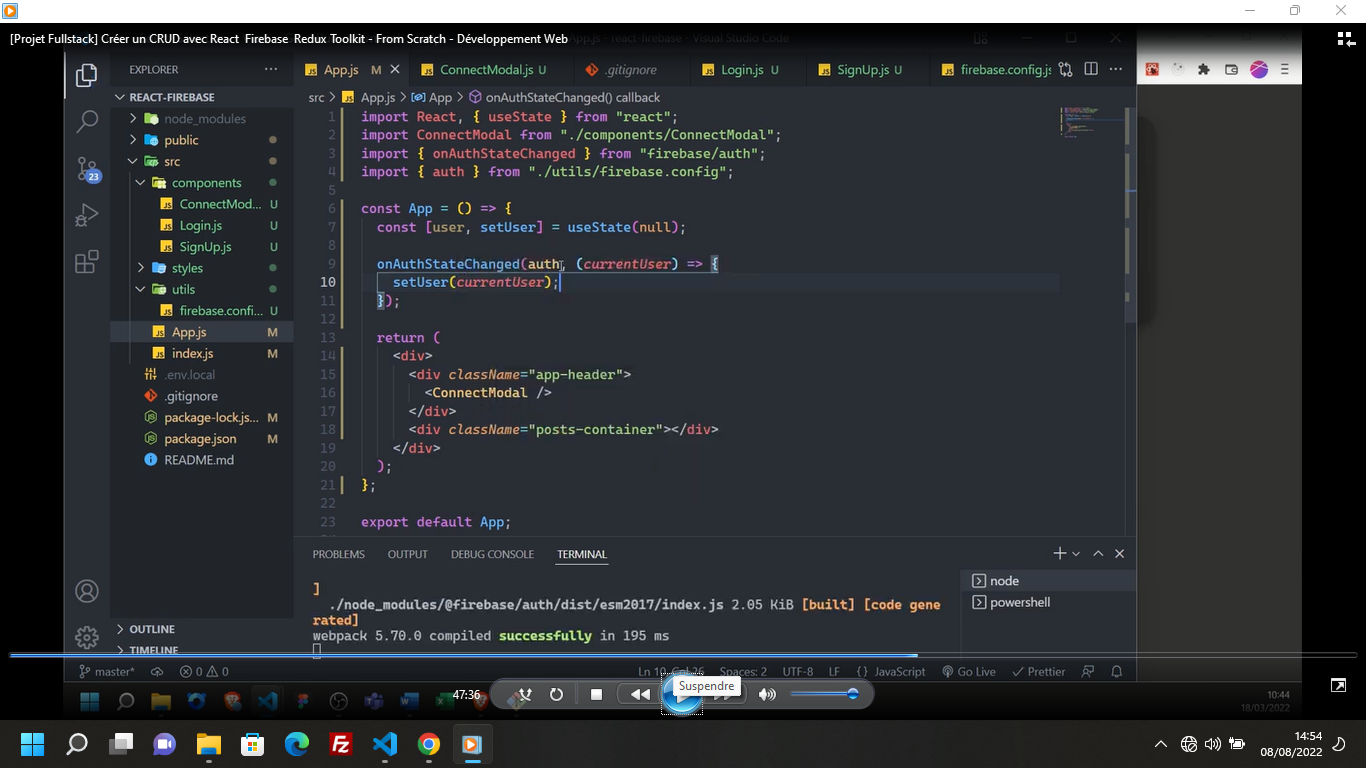 [Projet Fullstack] Créer un CRUD avec React Firebase Redux Toolkit - From Scratch - Développement Web
EXPLORER
App.js M
ConnectModal.js U
.gitignore
Login.js U
SignUp.js U
firebase.config.js
REACT-FIREBASE
node_modules
public
src
components
ConnectMod... U
Login.js U
SignUp.js U
styles
utils
firebase.confi... U
App.js M
index.js M
.env.local
.gitignore
package-lock.js... M
package.json M
README.md
OUTLINE
TIMELINE
src > App.js > App > onAuthStateChanged() callback
1 import React, { useState } from "react";
2 import ConnectModal from "./components/ConnectModal";
3 import { onAuthStateChanged } from "firebase/auth";
4 import { auth } from "./utils/firebase.config";
5
6 const App = () => {
7 const [user, setUser] = useState(null);
8
9 onAuthStateChanged(auth, (currentUser) => {
10 setUser(currentUser);
11 });
12
13 return (
14 <div>
15 <div className="app-header">
16 <ConnectModal />
17 </div>
18 <div className="posts-container"></div>
19 </div>
20 );
21 };
22
23 export default App;
PROBLEMS OUTPUT DEBUG CONSOLE TERMINAL
]
./node_modules/@firebase/auth/dist/esm2017/index.js 2.05 KiB [built] [code gene
rated]
webpack 5.70.0 compiled successfully in 195 ms
node
powershell
23
master* 0 0 Ln 10, Col 26 Spaces: 2 UTF-8 LF {} JavaScript Go Live Prettier
47:36
Suspendre
10:44
18/03/2022
14:54
08/08/2022